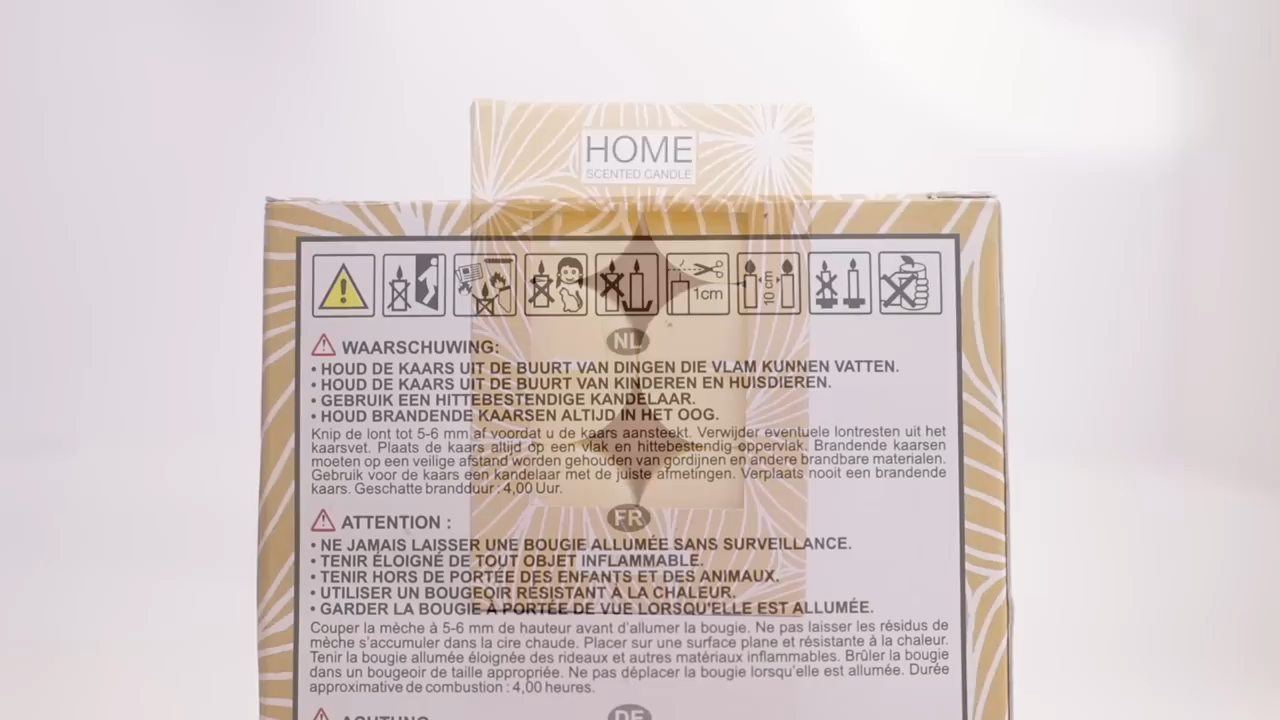 HOME
SCENTED CANDLE
1cm
10 cm
NL
WAARSCHUWING:
• HOUD DE KAARS UIT DE BUURT VAN DINGEN DIE VLAM KUNNEN VATTEN.
• HOUD DE KAARS UIT DE BUURT VAN KINDEREN EN HUISDIEREN.
• GEBRUIK EEN HITTEBESTENDIGE KANDELAAR.
• HOUD BRANDENDE KAARSEN ALTIJD IN HET OOG.
Knip de lont tot 5-6 mm af voordat u de kaars aansteekt. Verwijder eventuele lontresten uit het
kaarsvet. Plaats de kaars altijd op een vlak en hittebestendig oppervlak. Brandende kaarsen
moeten op een veilige afstand worden gehouden van gordijnen en andere brandbare materialen.
Gebruik voor de kaars een kandelaar met de juiste afmetingen. Verplaats nooit een brandende
kaars. Geschatte brandduur : 4,00 Uur.
FR
ATTENTION :
• NE JAMAIS LAISSER UNE BOUGIE ALLUMÉE SANS SURVEILLANCE.
• TENIR ÉLOIGNÉ DE TOUT OBJET INFLAMMABLE.
• TENIR HORS DE PORTÉE DES ENFANTS ET DES ANIMAUX.
• UTILISER UN BOUGEOIR RÉSISTANT À LA CHALEUR.
• GARDER LA BOUGIE À PORTÉE DE VUE LORSQU'ELLE EST ALLUMÉE.
Couper la mèche à 5-6 mm de hauteur avant d'allumer la bougie. Ne pas laisser les résidus de
mèche s'accumuler dans la cire chaude. Placer sur une surface plane et résistante à la chaleur.
Tenir la bougie allumée éloignée des rideaux et autres matériaux inflammables. Brûler la bougie
dans un bougeoir de taille appropriée. Ne pas déplacer la bougie lorsqu'elle est allumée. Durée
approximative de combustion : 4,00 heures.
DE
ACHTUNG